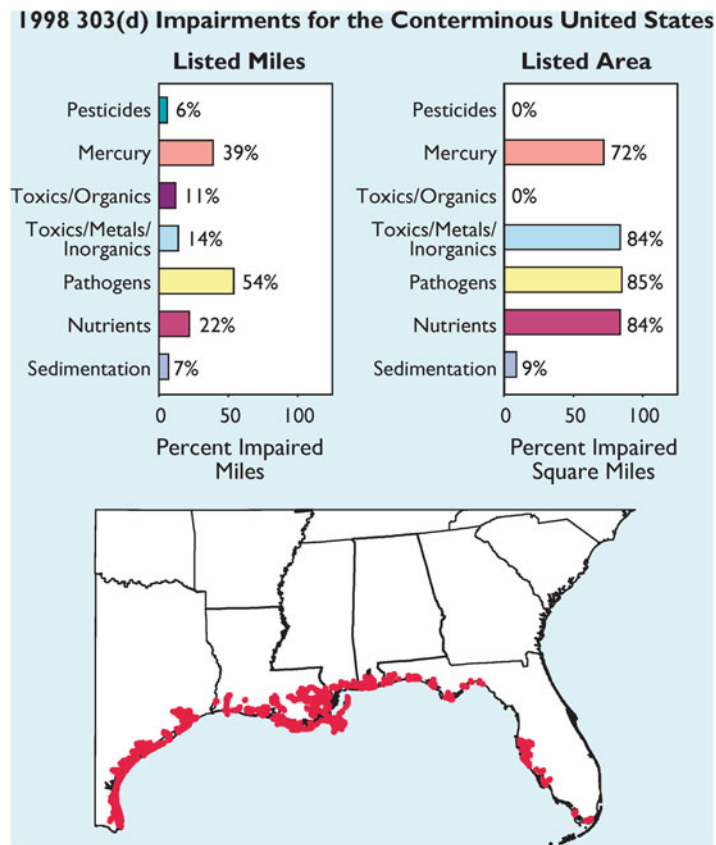 1998 303(d) Impairments for the Conterminous United States
Listed Miles
Pesticides 6%
Mercury 39%
Toxics/Organics 11%
Toxics/Metals/
Inorganics 14%
Pathogens 54%
Nutrients 22%
Sedimentation 7%
0 50 100
Percent Impaired
Miles
Listed Area
Pesticides 0%
Mercury 72%
Toxics/Organics 0%
Toxics/Metals/
Inorganics 84%
Pathogens 85%
Nutrients 84%
Sedimentation 9%
0 50 100
Percent Impaired
Square Miles